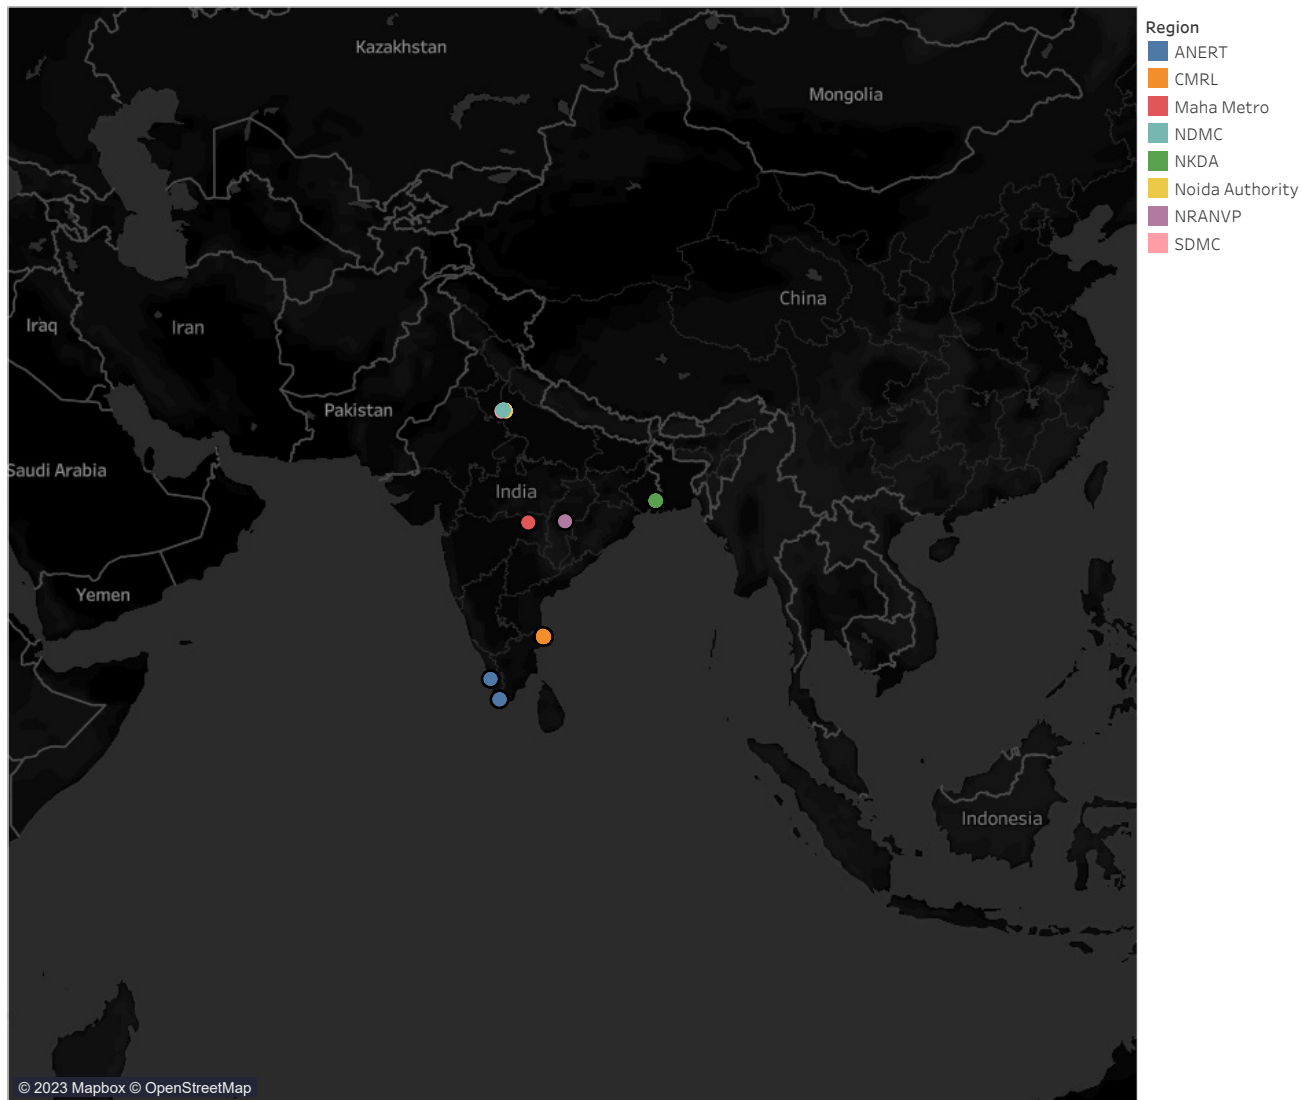 Kazakhstan
Mongolia
China
Iraq
Iran
Pakistan
Saudi Arabia
India
Yemen
Indonesia
© 2023 Mapbox © OpenStreetMap
Region
ANERT
CMRL
Maha Metro
NDMC
NKDA
Noida Authority
NRANVP
SDMC